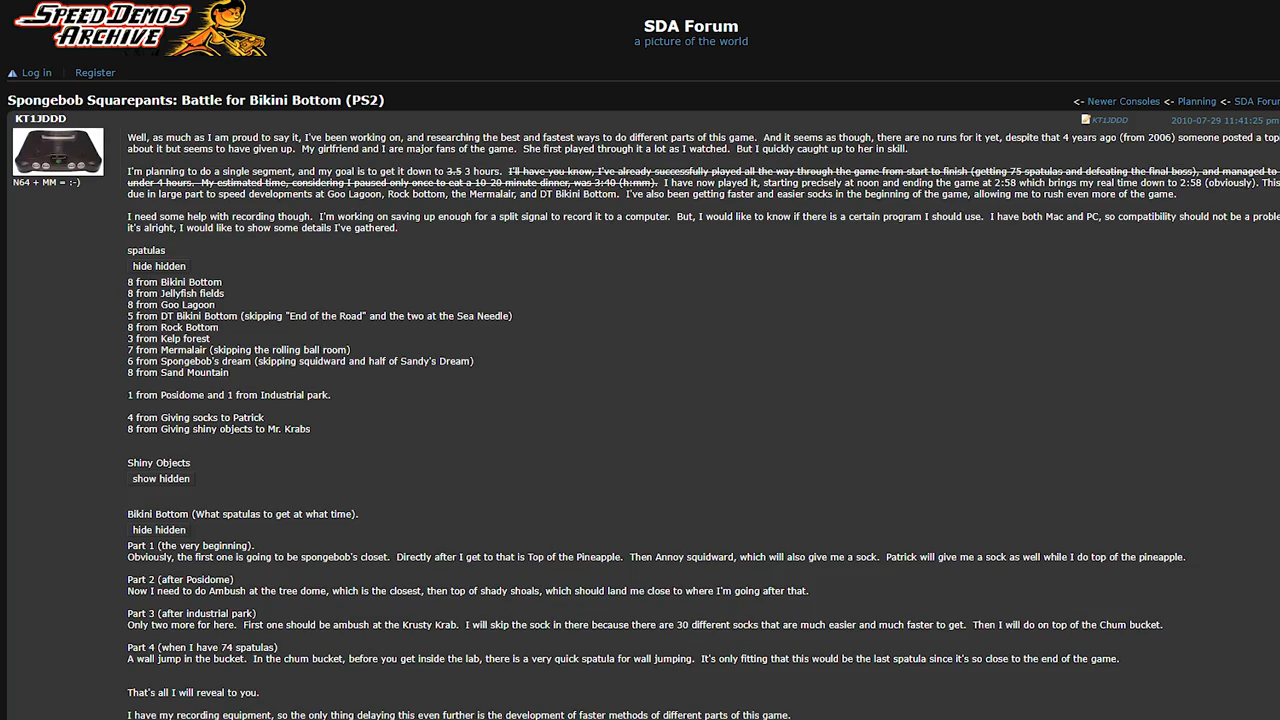 SPEED DEMOS
ARCHIVE
SDA Forum
a picture of the world
Log in
Register
Spongebob Squarepants: Battle for Bikini Bottom (PS2)
<- Newer Consoles <- Planning <- SDA Forum
KT1JDDD
KT1JDDD
2010-07-29 11:41:25 pm
N64 + MM = :-)
Well, as much as I am proud to say it, I've been working on, and researching the best and fastest ways to do different parts of this game.  And it seems as though, there are no runs for it yet, despite that 4 years ago (from 2006) someone posted a top
about it but seems to have given up.  My girlfriend and I are major fans of the game.  She first played through it a lot as I watched.  But I quickly caught up to her in skill.
I'm planning to do a single segment, and my goal is to get it down to 3.5 3 hours.  I'll have you know, I've already successfully played all the way through the game from start to finish (getting 75 spatulas and defeating the final boss), and managed to
under 4 hours.  My estimated time, considering I paused only once to eat a 10-20 minute dinner, was 3:40 (h:mm).  I have now played it, starting precisely at noon and ending the game at 2:58 which brings my real time down to 2:58 (obviously).  This
due in large part to speed developments at Goo Lagoon, Rock bottom, the Mermalair, and DT Bikini Bottom.  I've also been getting faster and easier socks in the beginning of the game, allowing me to rush even more of the game.
I need some help with recording though.  I'm working on saving up enough for a split signal to record it to a computer.  But, I would like to know if there is a certain program I should use.  I have both Mac and PC, so compatibility should not be a proble
it's alright, I would like to show some details I've gathered.
spatulas
hide hidden
8 from Bikini Bottom
8 from Jellyfish fields
8 from Goo Lagoon
5 from DT Bikini Bottom (skipping "End of the Road" and the two at the Sea Needle)
8 from Rock Bottom
3 from Kelp forest
7 from Mermalair (skipping the rolling ball room)
6 from Spongebob's dream (skipping squidward and half of Sandy's Dream)
8 from Sand Mountain
1 from Posidome and 1 from Industrial park.
4 from Giving socks to Patrick
8 from Giving shiny objects to Mr. Krabs
Shiny Objects
show hidden
Bikini Bottom (What spatulas to get at what time).
hide hidden
Part 1 (the very beginning).
Obviously, the first one is going to be spongebob's closet.  Directly after I get to that is Top of the Pineapple.  Then Annoy squidward, which will also give me a sock.  Patrick will give me a sock as well while I do top of the pineapple.
Part 2 (after Posidome)
Now I need to do Ambush at the tree dome, which is the closest, then top of shady shoals, which should land me close to where I'm going after that.
Part 3 (after industrial park)
Only two more for here.  First one should be ambush at the Krusty Krab.  I will skip the sock in there because there are 30 different socks that are much easier and much faster to get.  Then I will do on top of the Chum bucket.
Part 4 (when I have 74 spatulas)
A wall jump in the bucket.  In the chum bucket, before you get inside the lab, there is a very quick spatula for wall jumping.  It's only fitting that this would be the last spatula since it's so close to the end of the game.
That's all I will reveal to you.
I have my recording equipment, so the only thing delaying this even further is the development of faster methods of different parts of this game.